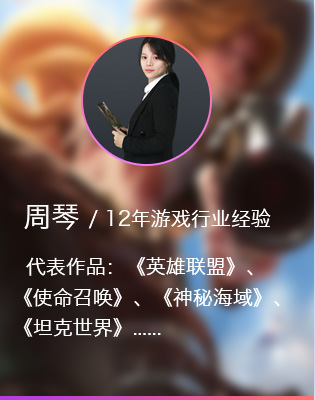 周琴 / 12年游戏行业经验
代表作品：《英雄联盟》、
《使命召唤》、《神秘海域》、
《坦克世界》......